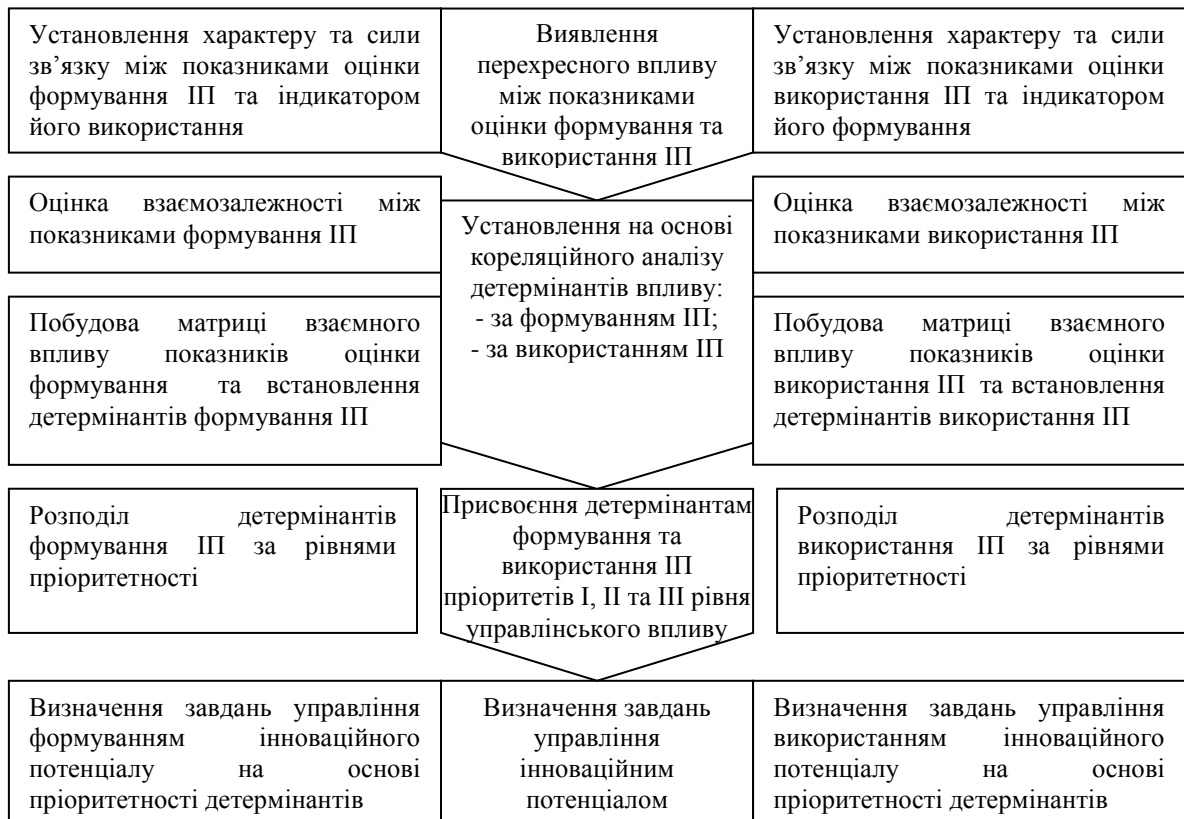 Установлення характеру та сили
зв’язку між показниками оцінки
формування ІП та індикатором
його використання
Виявлення
перехресного впливу
між показниками
оцінки формування та
використання ІП
Установлення характеру та сили
зв’язку між показниками оцінки
використання ІП та індикатором
його формування
Оцінка взаємозалежності між
показниками формування ІП
Установлення на основі
кореляційного аналізу
детермінантів впливу:
- за формуванням ІП;
- за використанням ІП
Оцінка взаємозалежності між
показниками використання ІП
Побудова матриці взаємного
впливу показників оцінки
формування та встановлення
детермінантів формування ІП
Побудова матриці взаємного
впливу показників оцінки
використання ІП та встановлення
детермінантів використання ІП
Розподіл детермінантів
формування ІП за рівнями
пріоритетності
Присвоєння детермінантам
формування та
використання ІП
пріоритетів І, ІІ та ІІІ рівня
управлінського впливу
Розподіл детермінантів
використання ІП за рівнями
пріоритетності
Визначення завдань управління
формуванням інноваційного
потенціалу на основі
пріоритетності детермінантів
Визначення завдань
управління
інноваційним
потенціалом
Визначення завдань управління
використанням інноваційного
потенціалу на основі
пріоритетності детермінантів